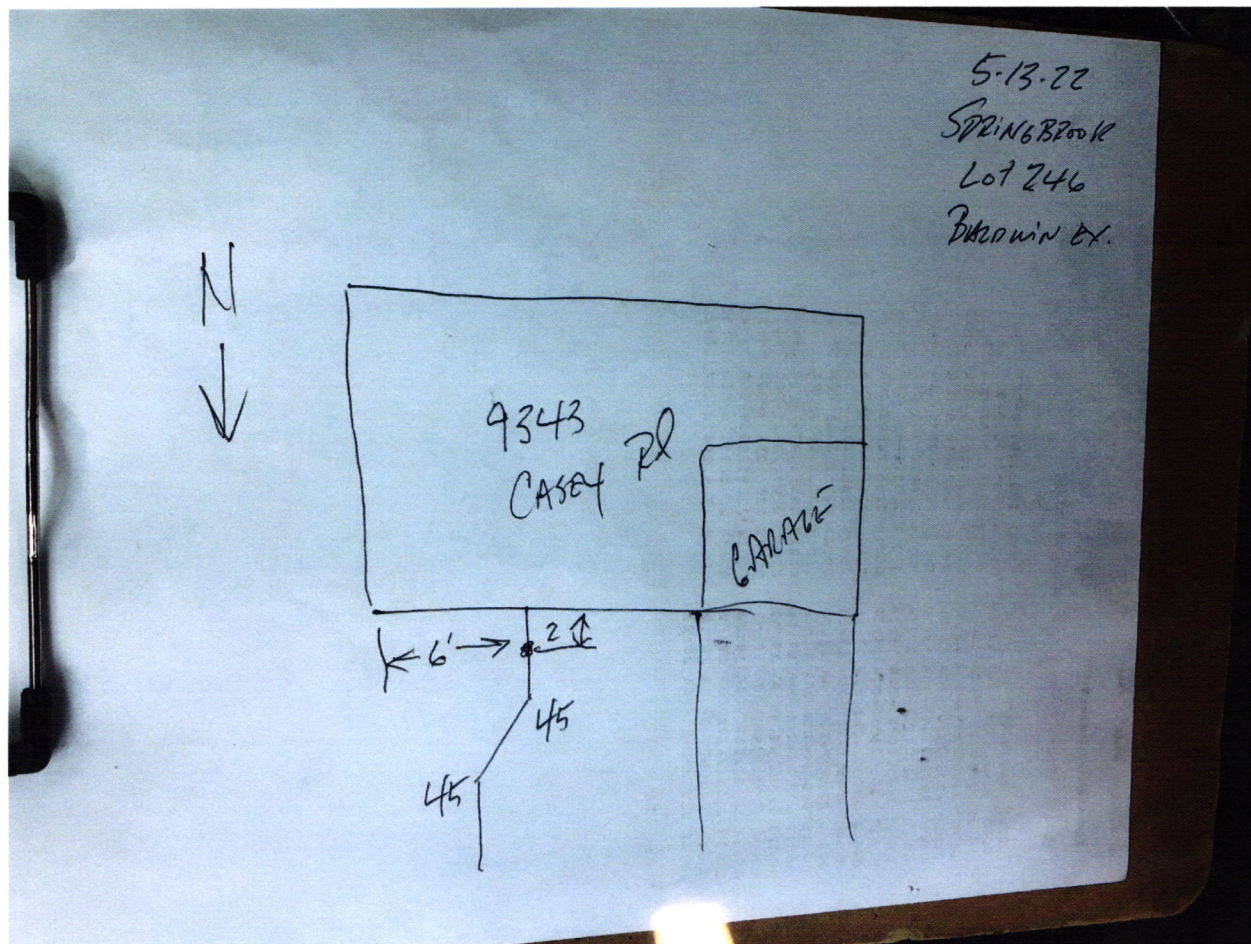 5-13-22
SPRINGBROOK
LOT 246
BALDWIN EX.
N
9343
CASEY Rd
GARAGE
6'
2
45
45